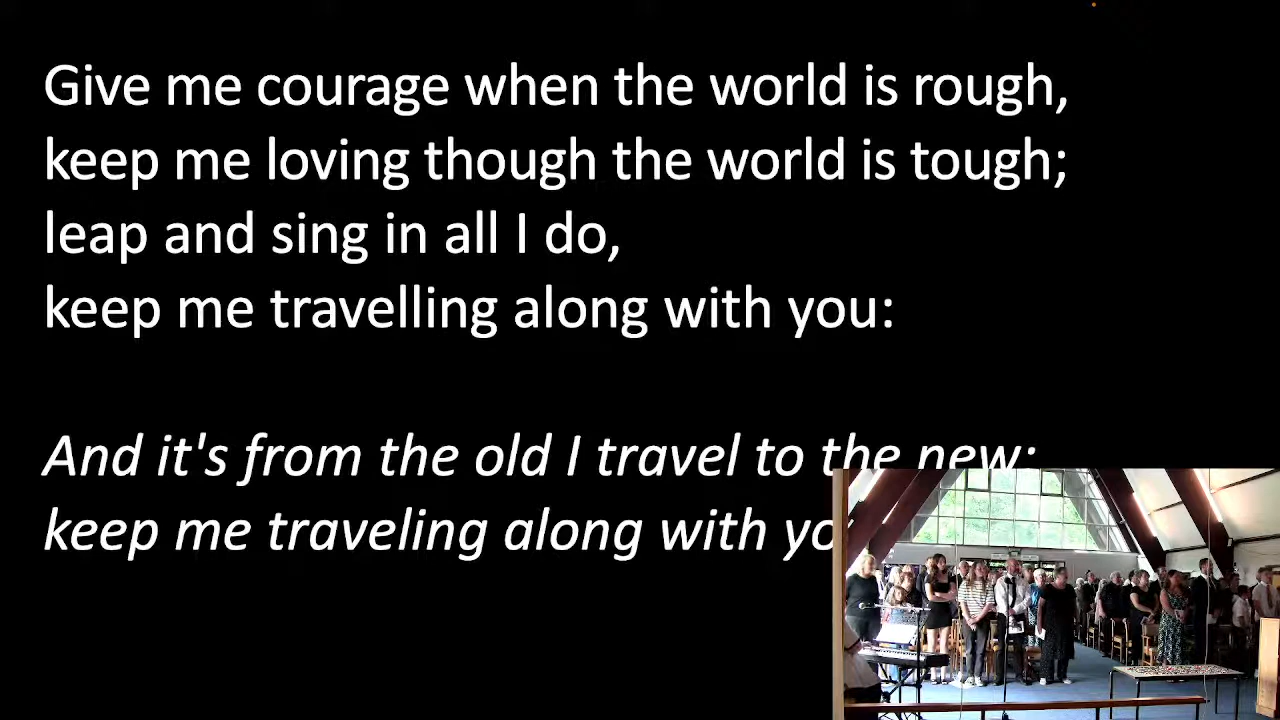 Give me courage when the world is rough,
keep me loving though the world is tough;
leap and sing in all I do,
keep me travelling along with you:
And it's from the old I travel to the new;
keep me traveling along with yo